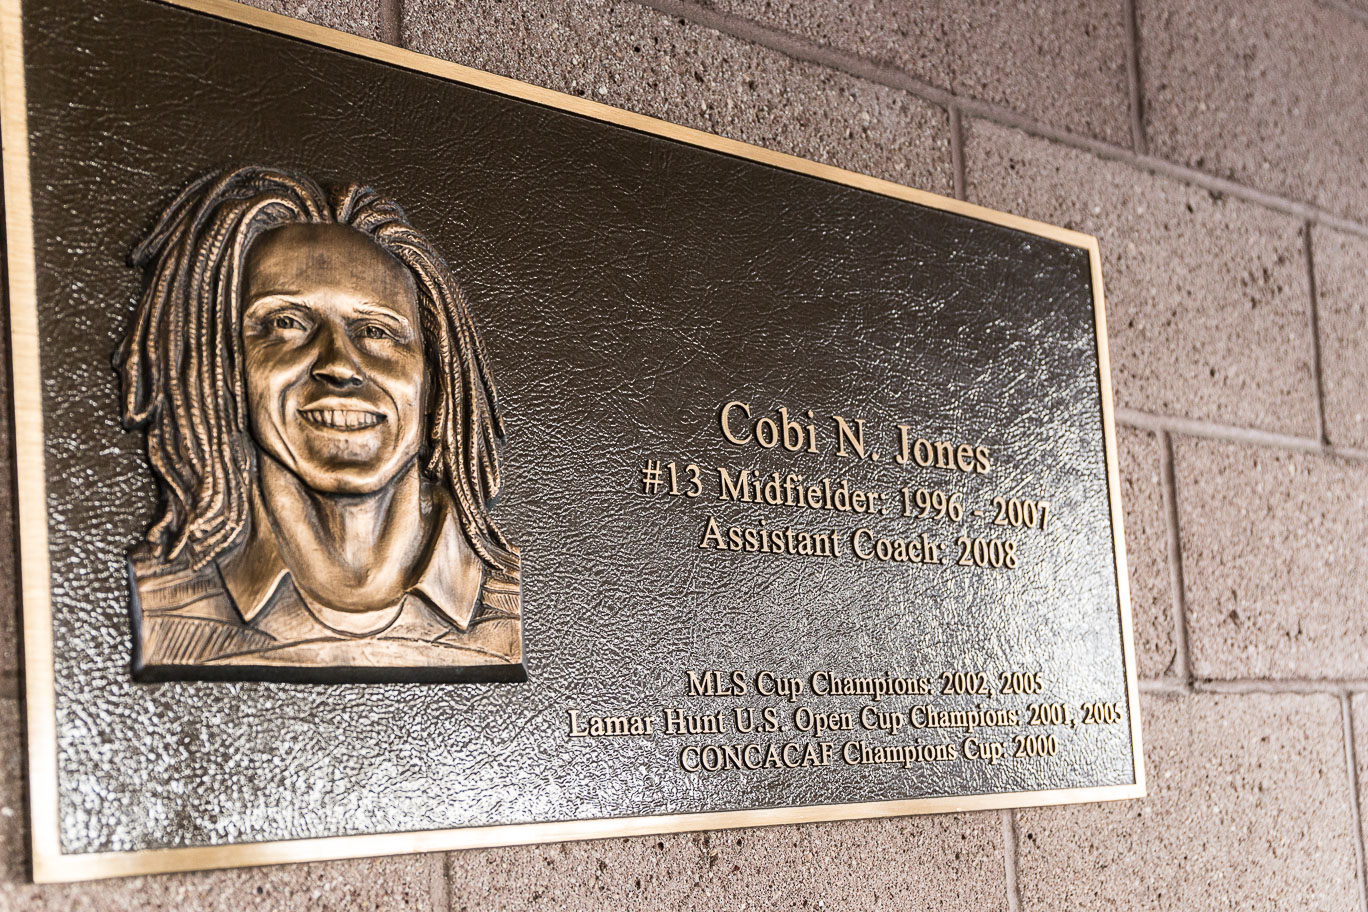 Cobi N. Jones
#13 Midfielder: 1996 - 2007
Assistant Coach: 2008
MLS Cup Champions: 2002, 2005
Lamar Hunt U.S. Open Cup Champions: 2001, 2005
CONCACAF Champions Cup: 2000